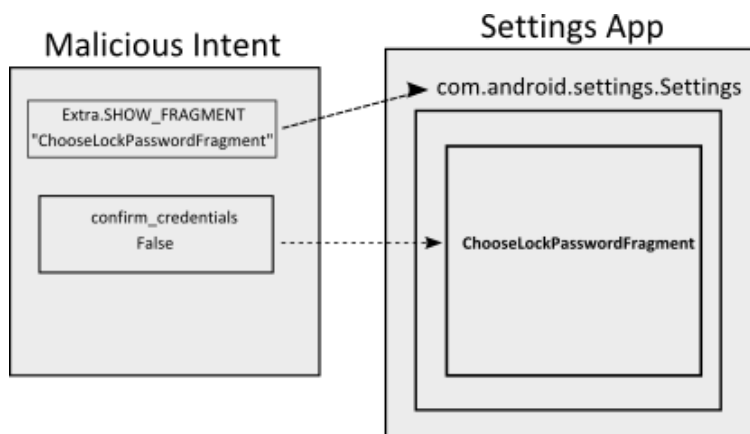 Malicious Intent
Extra.SHOW_FRAGMENT
"ChooseLockPasswordFragment"
confirm_credentials
False
Settings App
com.android.settings.Settings
ChooseLockPasswordFragment